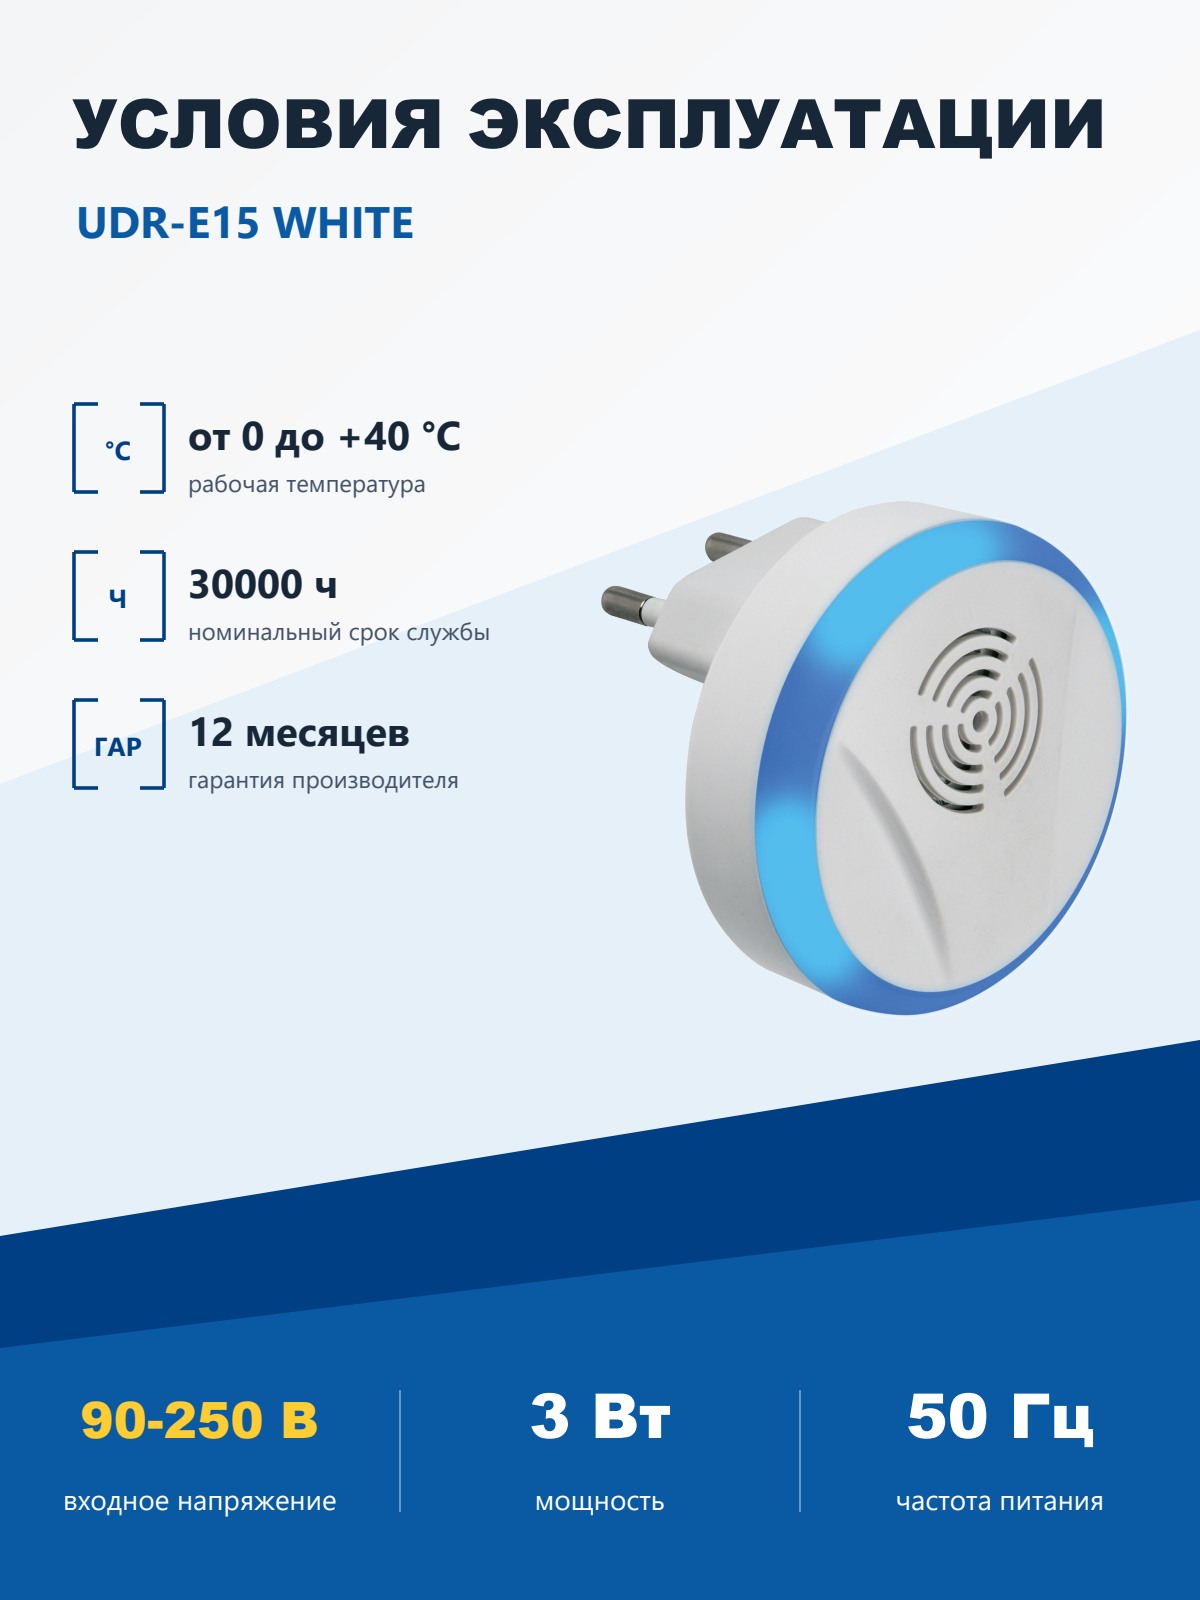 УСЛОВИЯ ЭКСПЛУАТАЦИИ
UDR-E15 WHITE
°C
от 0 до +40 °C
рабочая температура
ч
30000 ч
номинальный срок службы
ГАР
12 месяцев
гарантия производителя
90-250 В
входное напряжение
3 Вт
мощность
50 Гц
частота питания